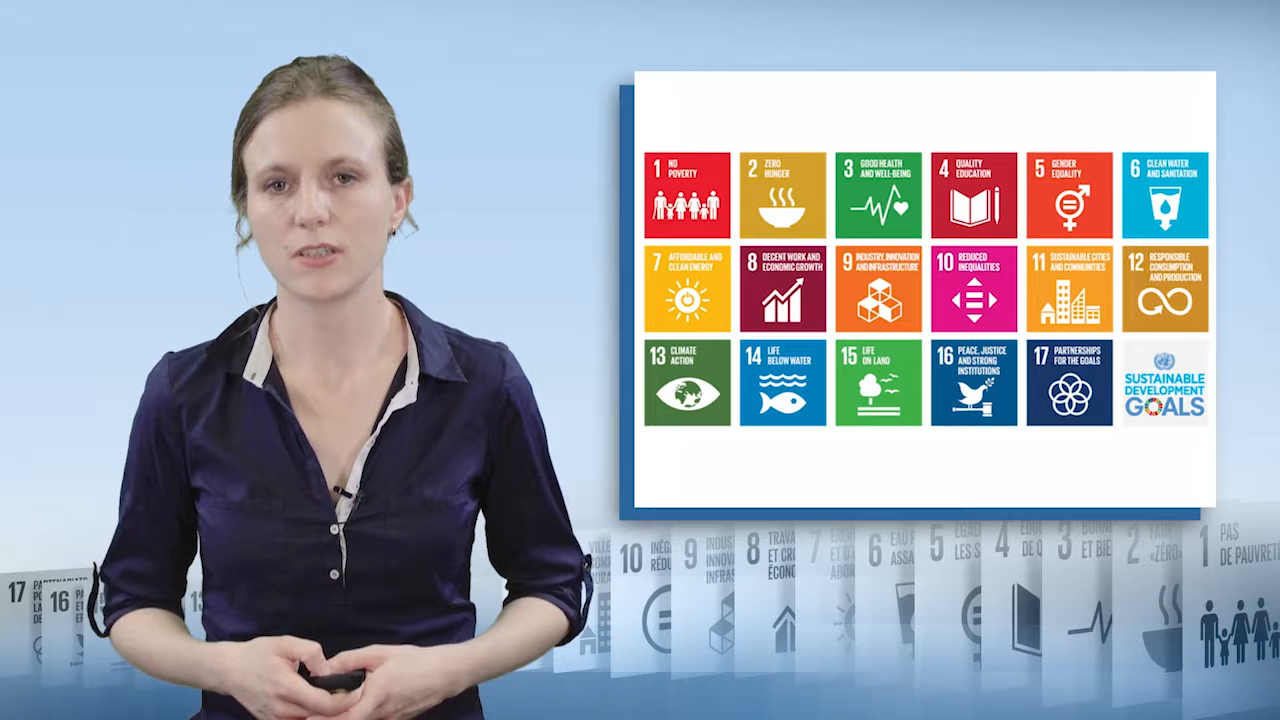 1 NO
POVERTY
2 ZERO
HUNGER
3 GOOD HEALTH
AND WELL-BEING
4 QUALITY
EDUCATION
5 GENDER
EQUALITY
6 CLEAN WATER
AND SANITATION
7 AFFORDABLE AND
CLEAN ENERGY
8 DECENT WORK AND
ECONOMIC GROWTH
9 INDUSTRY, INNOVATION
AND INFRASTRUCTURE
10 REDUCED
INEQUALITIES
11 SUSTAINABLE CITIES
AND COMMUNITIES
12 RESPONSIBLE
CONSUMPTION
AND PRODUCTION
13 CLIMATE
ACTION
14 LIFE
BELOW WATER
15 LIFE
ON LAND
16 PEACE, JUSTICE
AND STRONG
INSTITUTIONS
17 PARTNERSHIPS
FOR THE GOALS
SUSTAINABLE
DEVELOPMENT
GOALS
17
16
10
9
8
7
6
5
4
3
2
1 PAS
DE PAUVRET